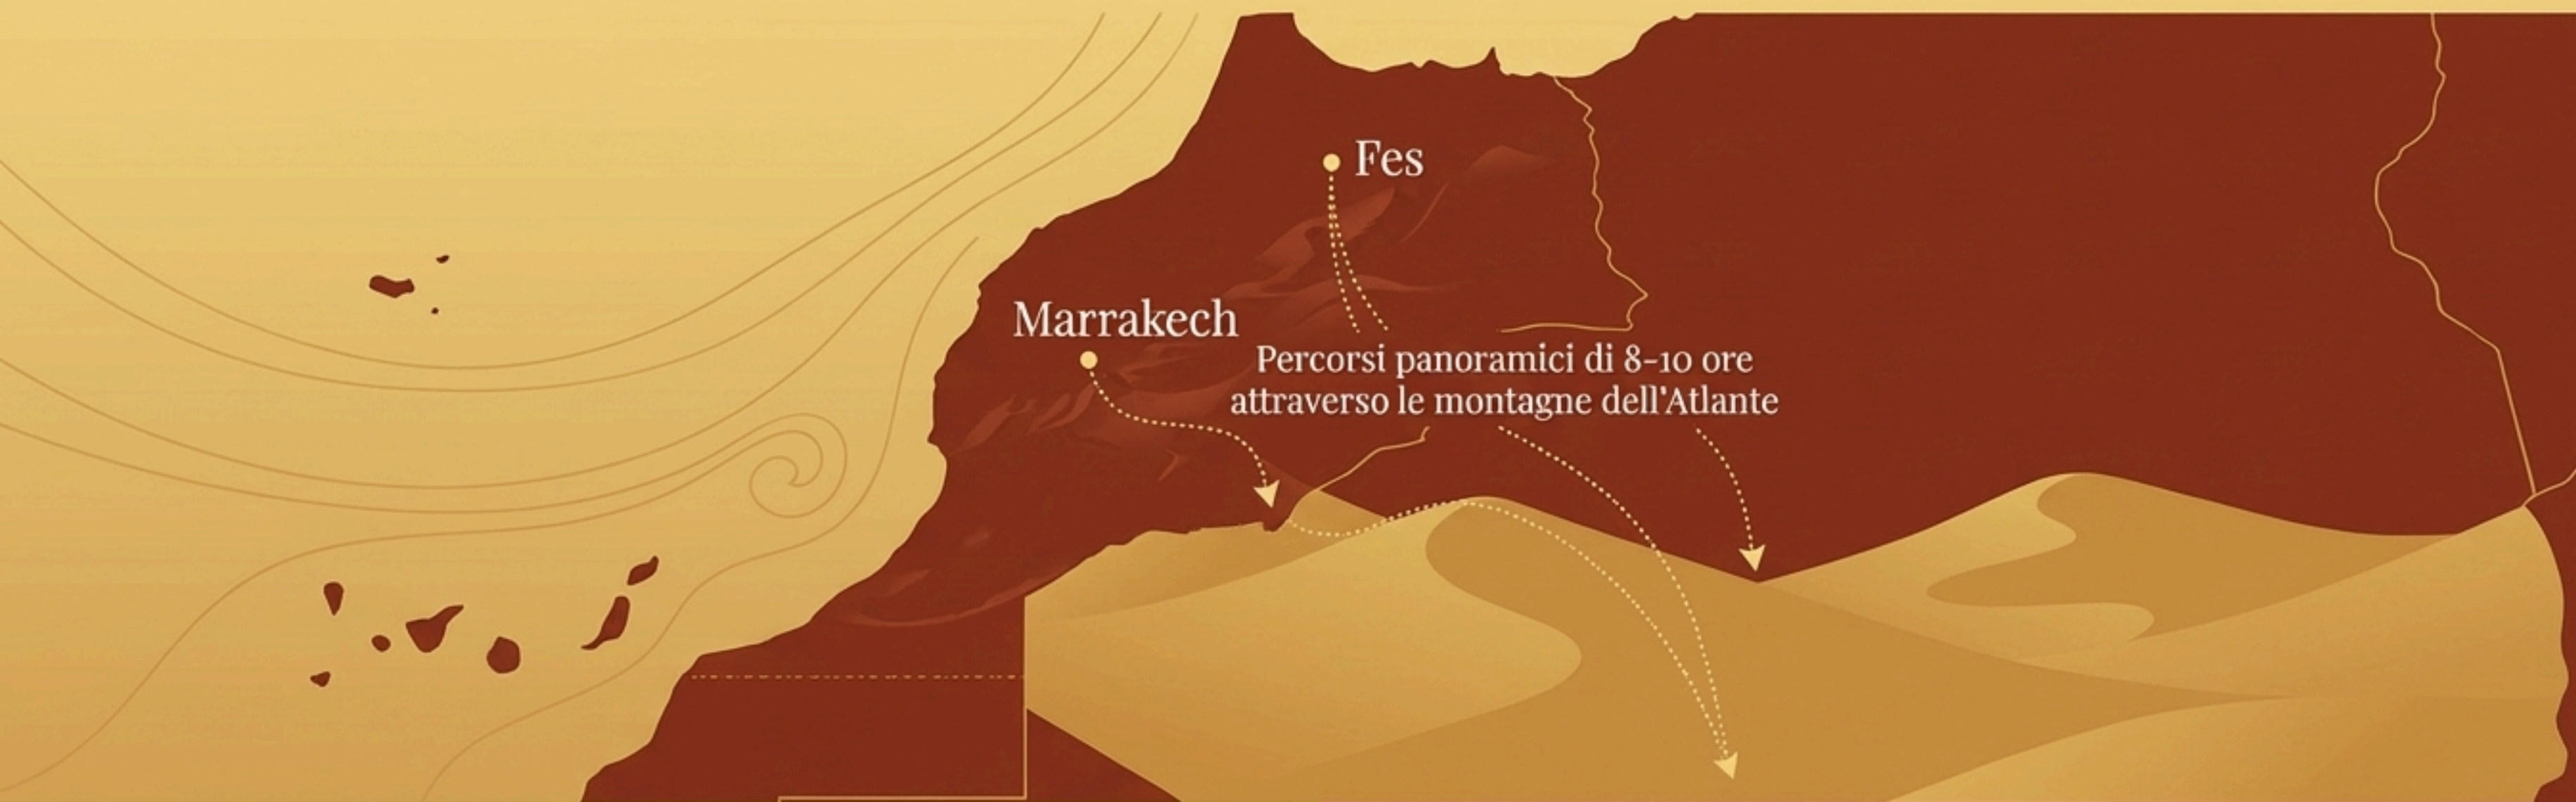 Fes
Marrakech
Percorsi panoramici di 8-10 ore
attraverso le montagne dell'Atlante